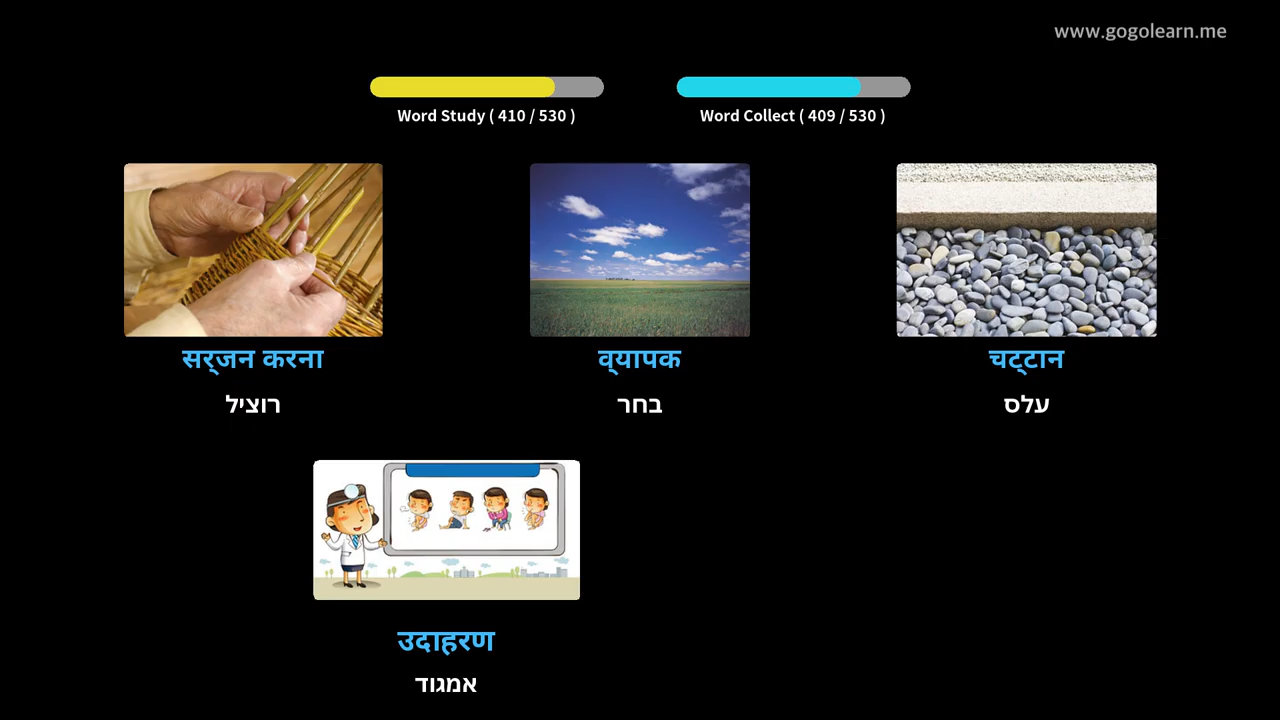 www.gogolearn.me
Word Study ( 410 / 530 )
Word Collect ( 409 / 530 )
सर्‌जन करना
व्‌यापक
चट्‌टान
רוציל
בחר
עלס
उदाहरण
אמגוד